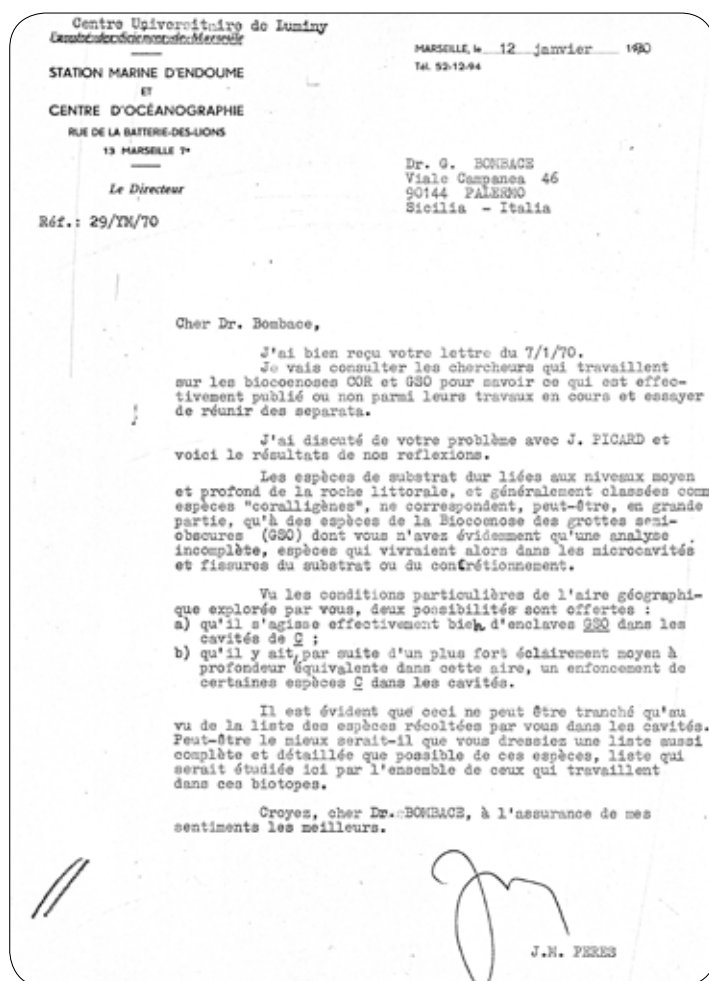 Centre Universitaire de Luminy
Faculté des Sciences de Marseille
STATION MARINE D'ENDOUME
ET
CENTRE D'OCÉANOGRAPHIE
RUE DE LA BATTERIE-DES-LIONS
13 MARSEILLE 7e
Le Directeur
Réf.: 29/YX/70
MARSEILLE, le 12 janvier 19
Tél. 52-12-94
Dr. G. BOMBACE
Viale Campanea 46
90144 PALERMO
Sicilia - Italia
Cher Dr. Bombace,
J'ai bien reçu votre lettre du 7/1/70.
Je vais consulter les chercheurs qui travaillent
sur les biocoenoses COR et GSO pour savoir ce qui est effec-
tivement publié ou non parmi leurs travaux en cours et essayer
de réunir des separata.
J'ai discuté de votre problème avec J. PICARD et
voici le résultats de nos reflexions.
Les espèces de substrat dur liées aux niveaux moyen
et profond de la roche littorale, et généralement classées com
espèces "coralligènes", ne correspondent, peut-être, en grande
partie, qu'à des espèces de la Biocoenose des grottes semi-
obscures (GSO) dont vous n'avez évidemment qu'une analyse
incomplète, espèces qui vivraient alors dans les microcavités
et fissures du substrat ou du concrétionnement.
Vu les conditions particulières de l'aire géographi-
que explorée par vous, deux possibilités sont offertes :
a) qu'il s'agisse effectivement bien d'enclaves GSO dans les
cavités de C ;
b) qu'il y ait, par suite d'un plus fort éclairement moyen à
profondeur équivalente dans cette aire, un enfoncement de
certaines espèces C dans les cavités.
Il est évident que ceci ne peut être tranché qu'au
vu de la liste des espèces récoltées par vous dans les cavités.
Peut-être le mieux serait-il que vous dressiez une liste aussi
complète et détaillée que possible de ces espèces, liste qui
serait étudiée ici par l'ensemble de ceux qui travaillent
dans ces biotopes.
Croyez, cher Dr. BOMBACE, à l'assurance de mes
sentiments les meilleurs.
J.M. PERES